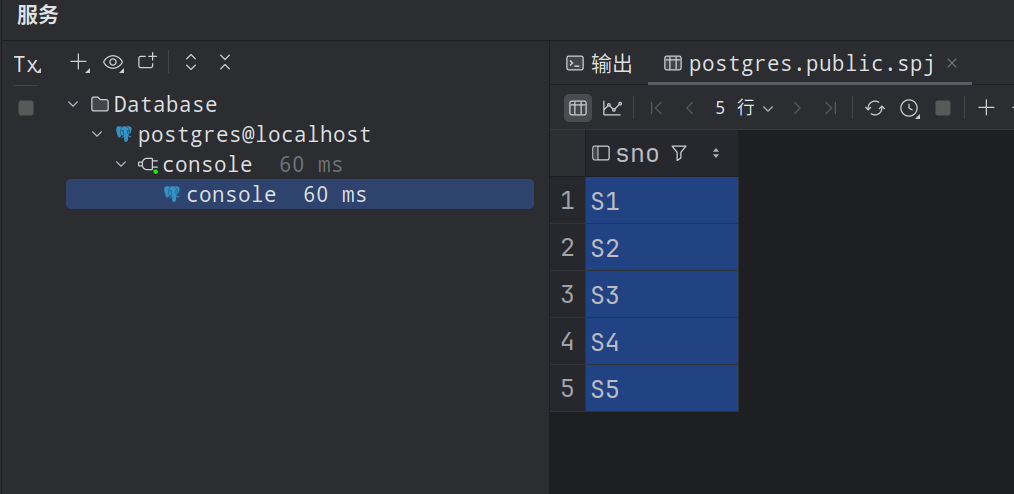 服务
Tx
输出 postgres.public.spj
Database
5 行
postgres@localhost
console 60 ms
console 60 ms
sno
1 S1
2 S2
3 S3
4 S4
5 S5